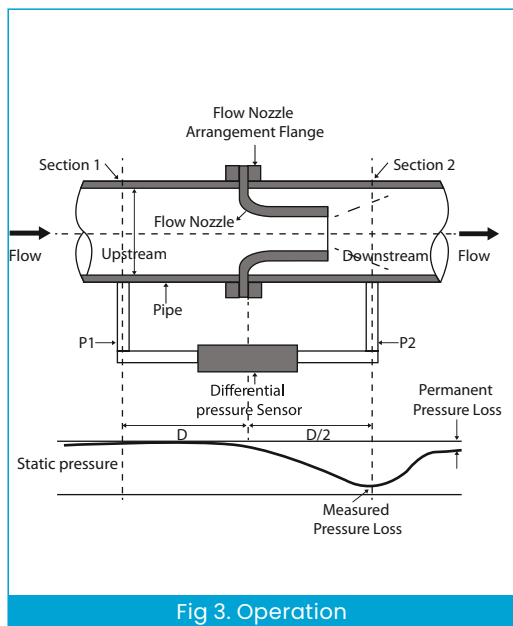 Flow Nozzle
Arrangement Flange
Section 1
Section 2
Flow Nozzle
Flow
Upstream
Downstream
Flow
Pipe
P1
P2
Differential
pressure Sensor
Permanent
Pressure Loss
D
D/2
Static pressure
Measured
Pressure Loss
Fig 3. Operation